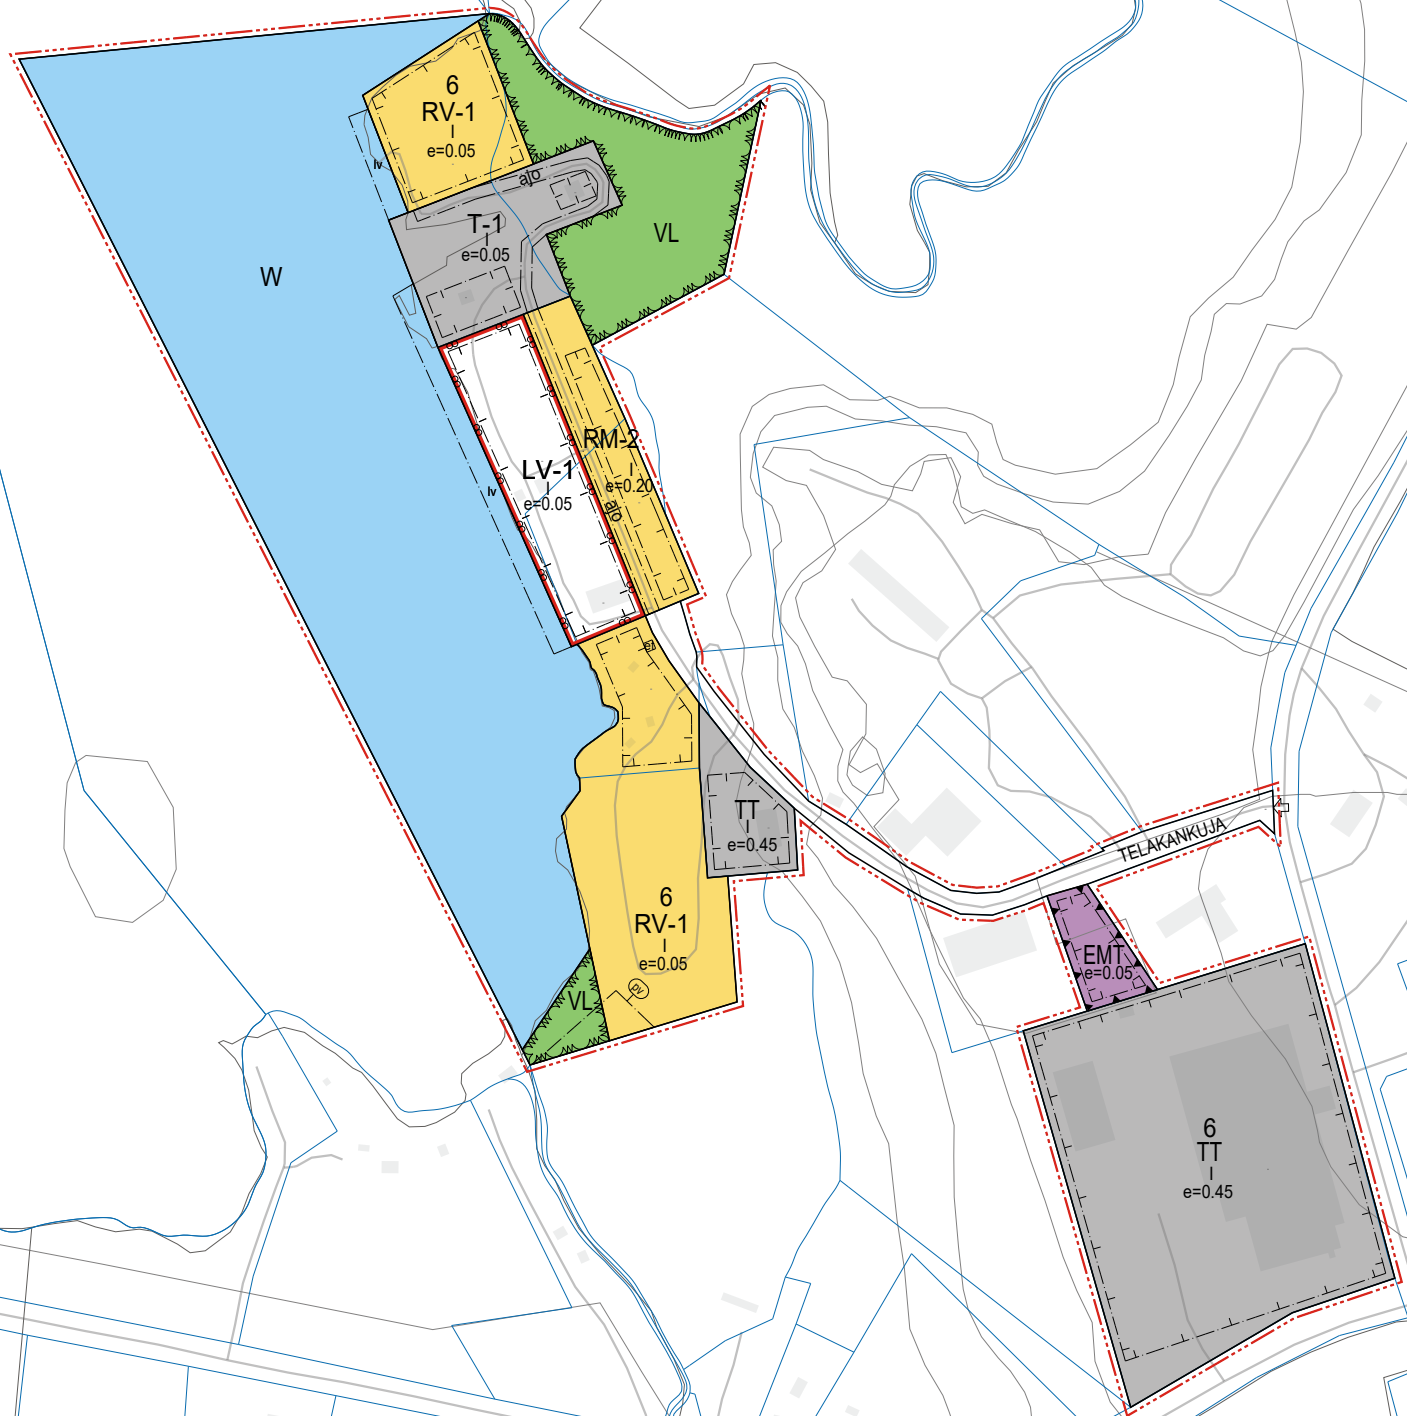 6
RV-1
I
e=0.05
lv
ajo
T-1
I
e=0.05
VL
W
RM-2
I
e=0.20
LV-1
I
e=0.05
lv
ajo
et
TT
I
e=0.45
TELAKANKUJA
6
RV-1
I
e=0.05
EMT
e=0.05
pv
VL
6
TT
I
e=0.45